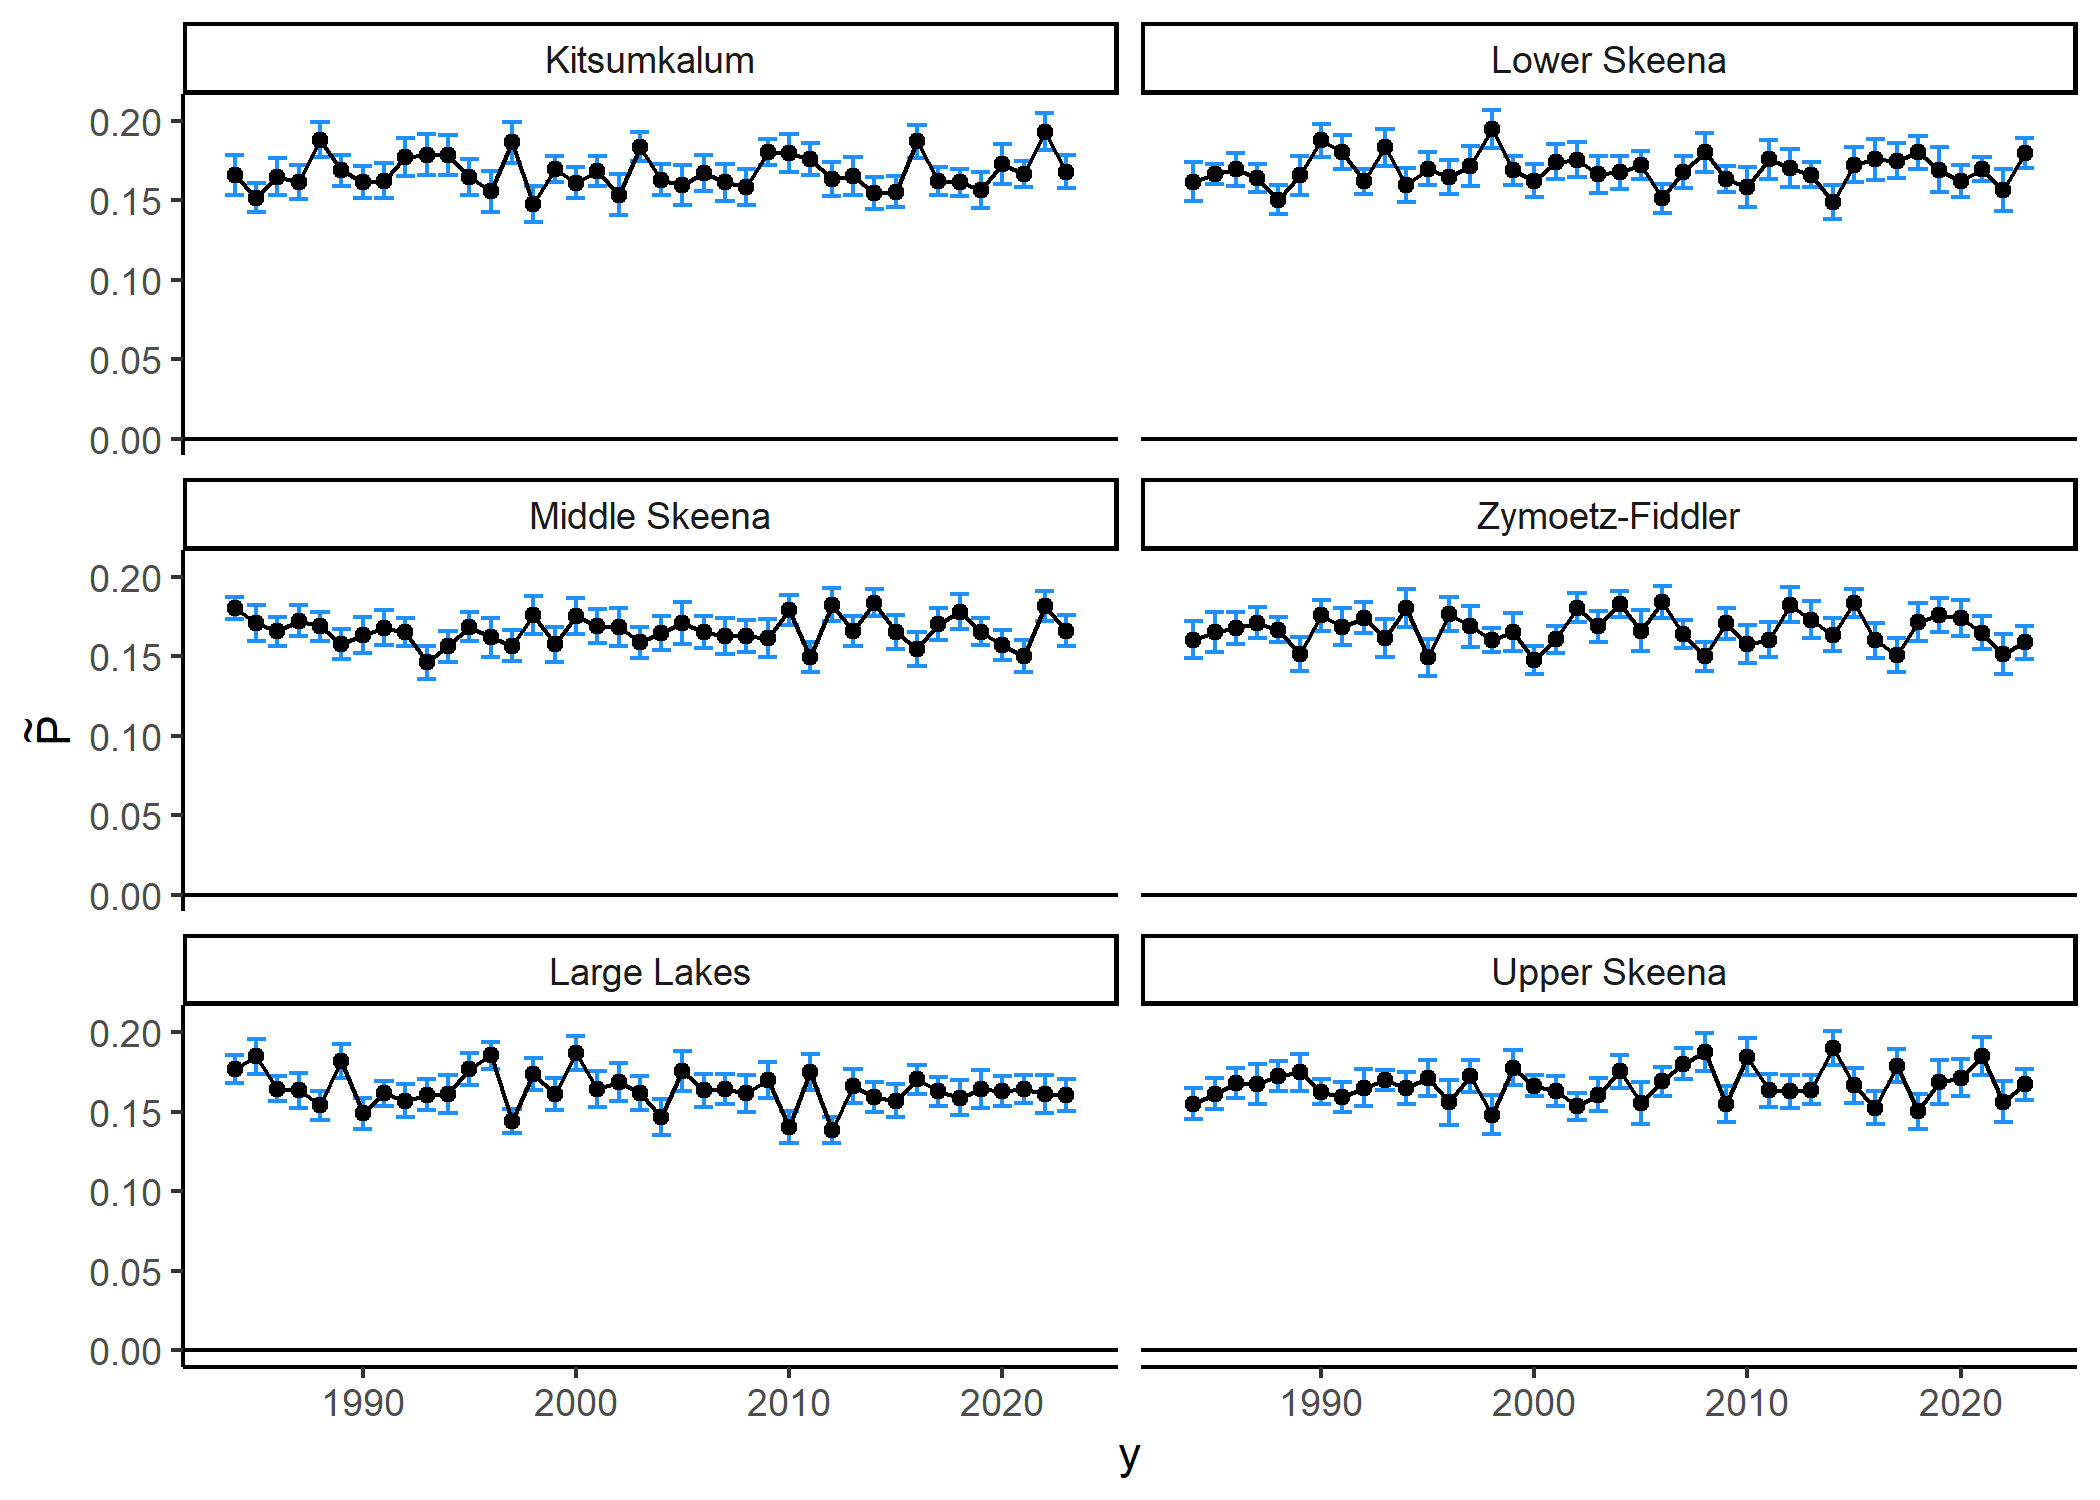 Kitsumkalum
Lower Skeena
0.20
0.15
0.10
0.05
0.00
Middle Skeena
Zymoetz-Fiddler
0.20
0.15
0.10
0.05
0.00
P̃
Large Lakes
Upper Skeena
0.20
0.15
0.10
0.05
0.00
1990 2000 2010 2020 1990 2000 2010 2020
y